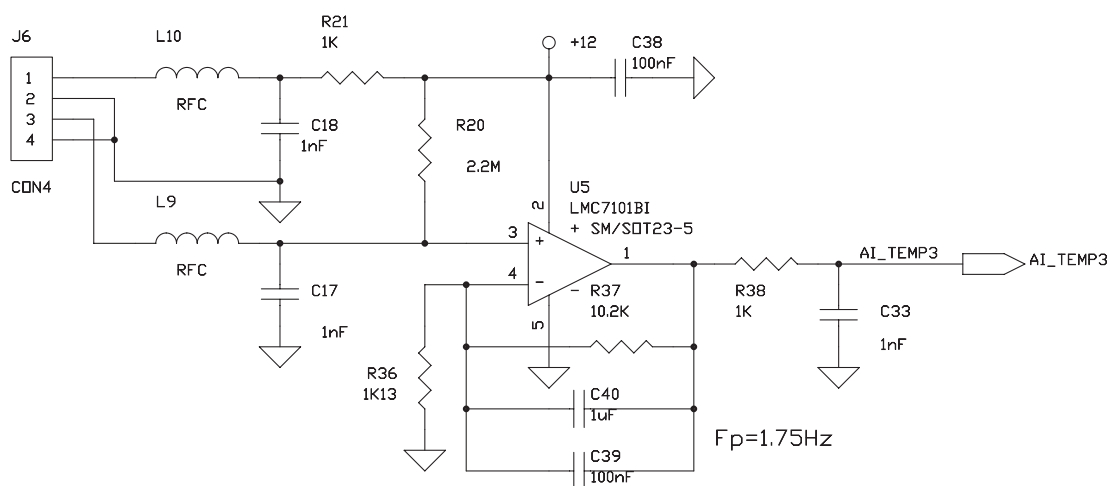 J6
1
2
3
4
CON4
L10
RFC
R21
1K
+12
C38
100nF
C18
1nF
R20
2.2M
L9
RFC
C17
1nF
U5
LMC7101BI
+ SM/SOT23-5
2
3
+
4
-
5
1
-
R37
10.2K
R36
1K13
C40
1uF
C39
100nF
R38
1K
AI_TEMP3
AI_TEMP3
C33
1nF
Fp=1.75Hz